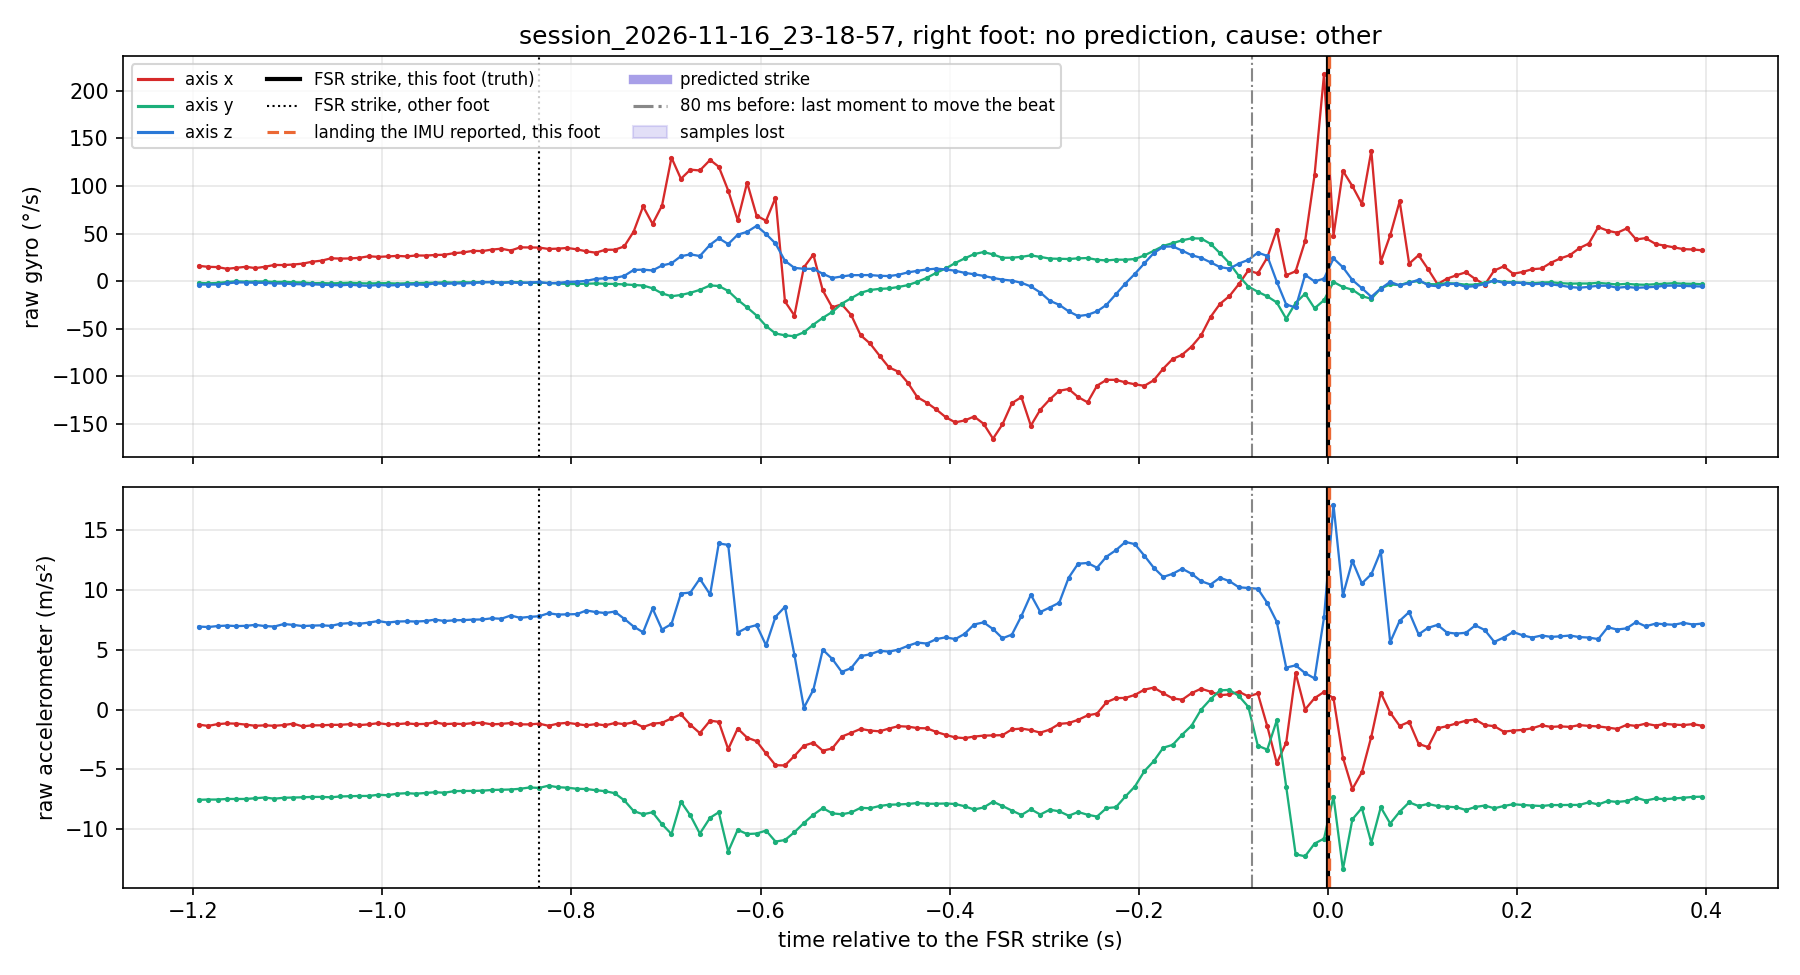 session_2026-11-16_23-18-57, right foot: no prediction, cause: other
axis x
axis y
axis z
FSR strike, this foot (truth)
FSR strike, other foot
landing the IMU reported, this foot
predicted strike
80 ms before: last moment to move the beat
samples lost
raw gyro (°/s)
200
150
100
50
0
−50
−100
−150
raw accelerometer (m/s²)
15
10
5
0
−5
−10
−1.2 −1.0 −0.8 −0.6 −0.4 −0.2 0.0 0.2 0.4
time relative to the FSR strike (s)